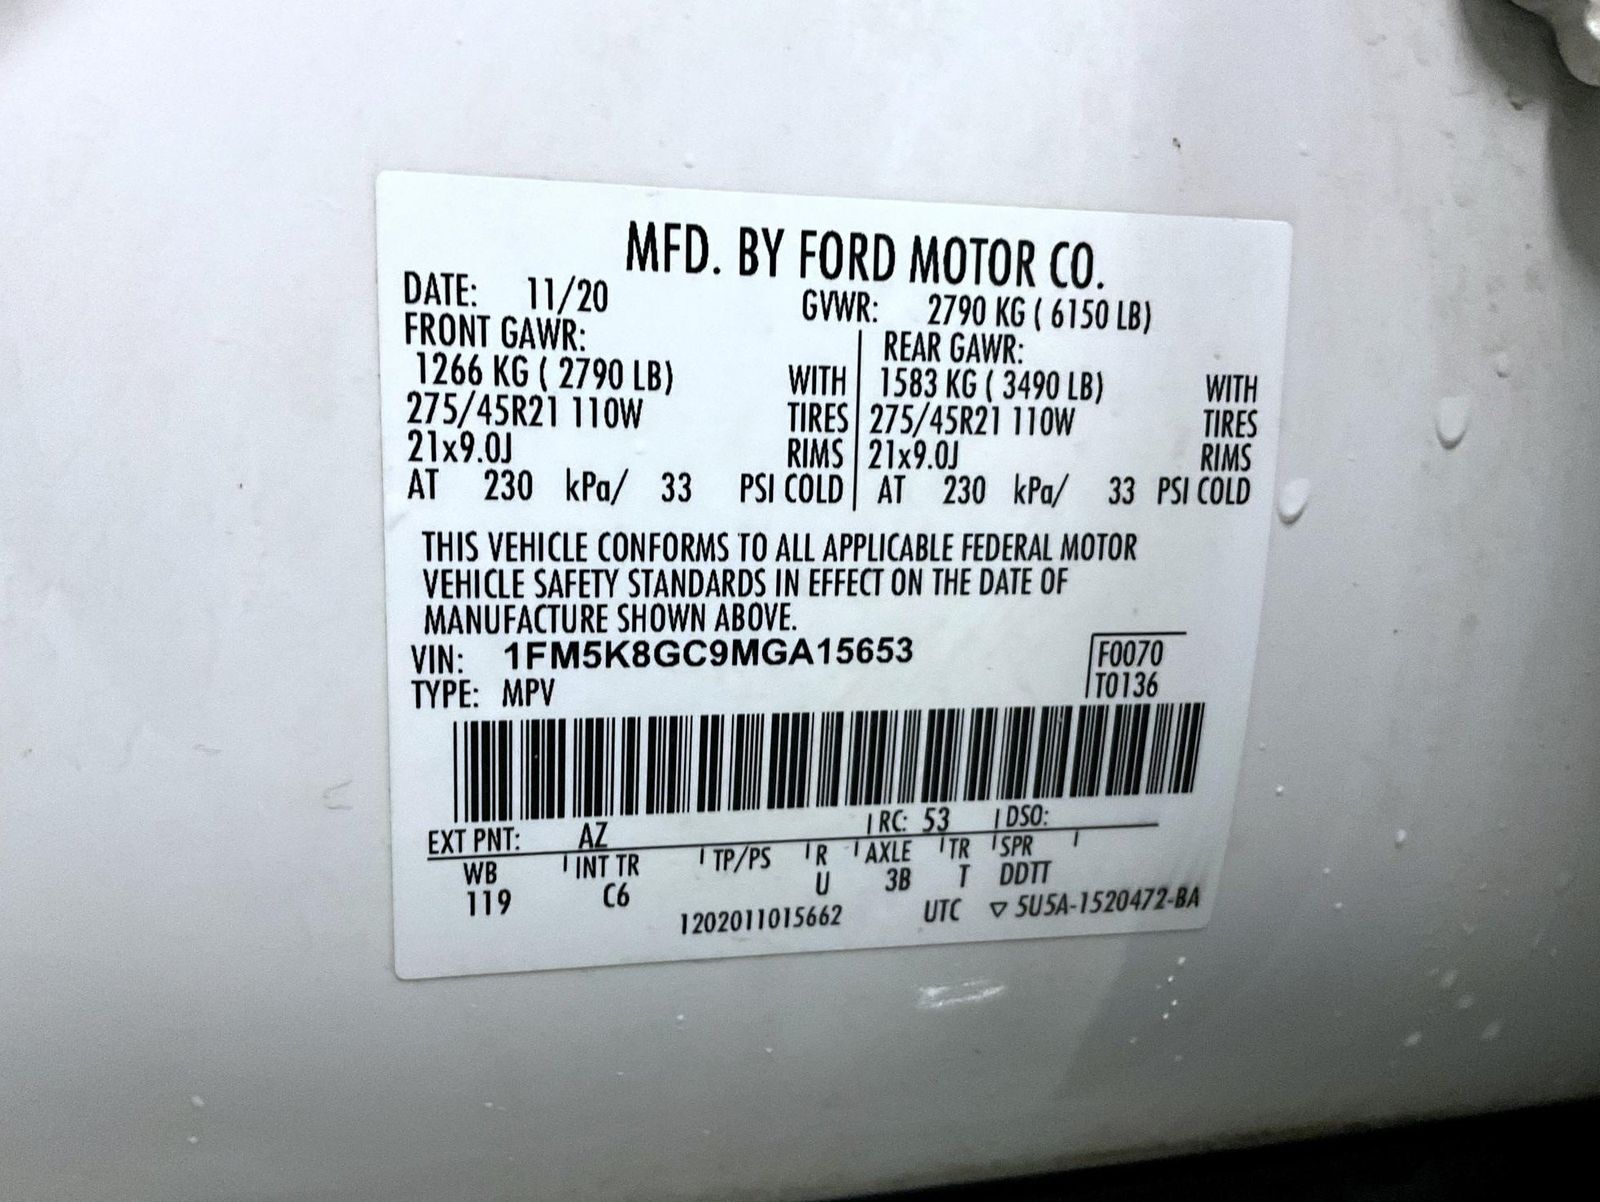 MFD. BY FORD MOTOR CO.
DATE: 11/20 GVWR: 2790 KG ( 6150 LB)
FRONT GAWR: REAR GAWR:
1266 KG ( 2790 LB) WITH 1583 KG ( 3490 LB) WITH
275/45R21 110W TIRES 275/45R21 110W TIRES
21x9.0J RIMS 21x9.0J RIMS
AT 230 kPa/ 33 PSI COLD AT 230 kPa/ 33 PSI COLD
THIS VEHICLE CONFORMS TO ALL APPLICABLE FEDERAL MOTOR
VEHICLE SAFETY STANDARDS IN EFFECT ON THE DATE OF
MANUFACTURE SHOWN ABOVE.
VIN: 1FM5K8GC9MGA15653 F0070
TYPE: MPV T0136
EXT PNT: AZ RC: 53 DSO:
WB INT TR TP/PS R AXLE TR SPR
119 C6 U 3B T DDTT
1202011015662 UTC ▽ 5U5A-1520472-BA